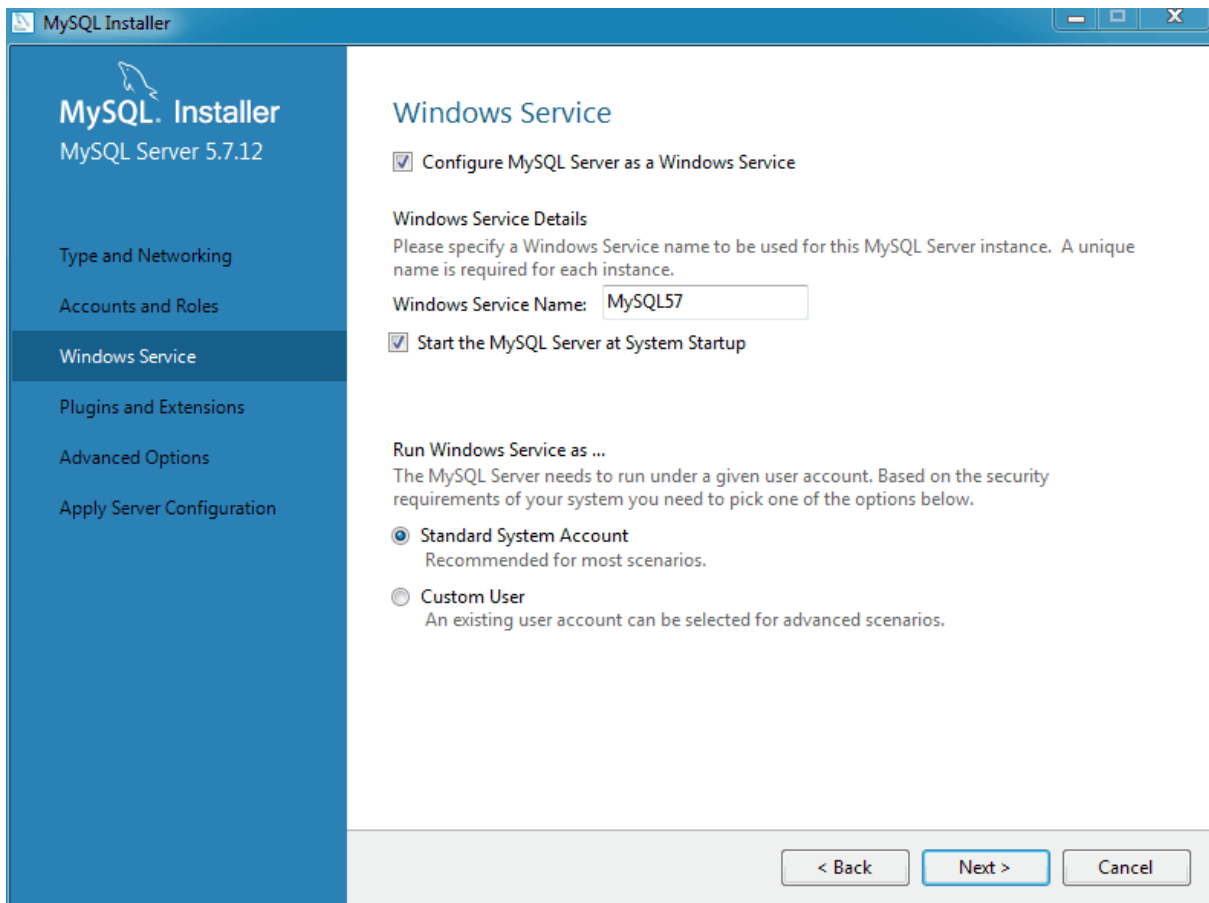 MySQL Installer
MySQL. Installer
MySQL Server 5.7.12
Type and Networking
Accounts and Roles
Windows Service
Plugins and Extensions
Advanced Options
Apply Server Configuration
Windows Service
Configure MySQL Server as a Windows Service
Windows Service Details
Please specify a Windows Service name to be used for this MySQL Server instance. A unique
name is required for each instance.
Windows Service Name: MySQL57
Start the MySQL Server at System Startup
Run Windows Service as ...
The MySQL Server needs to run under a given user account. Based on the security
requirements of your system you need to pick one of the options below.
Standard System Account
Recommended for most scenarios.
Custom User
An existing user account can be selected for advanced scenarios.
< Back Next > Cancel